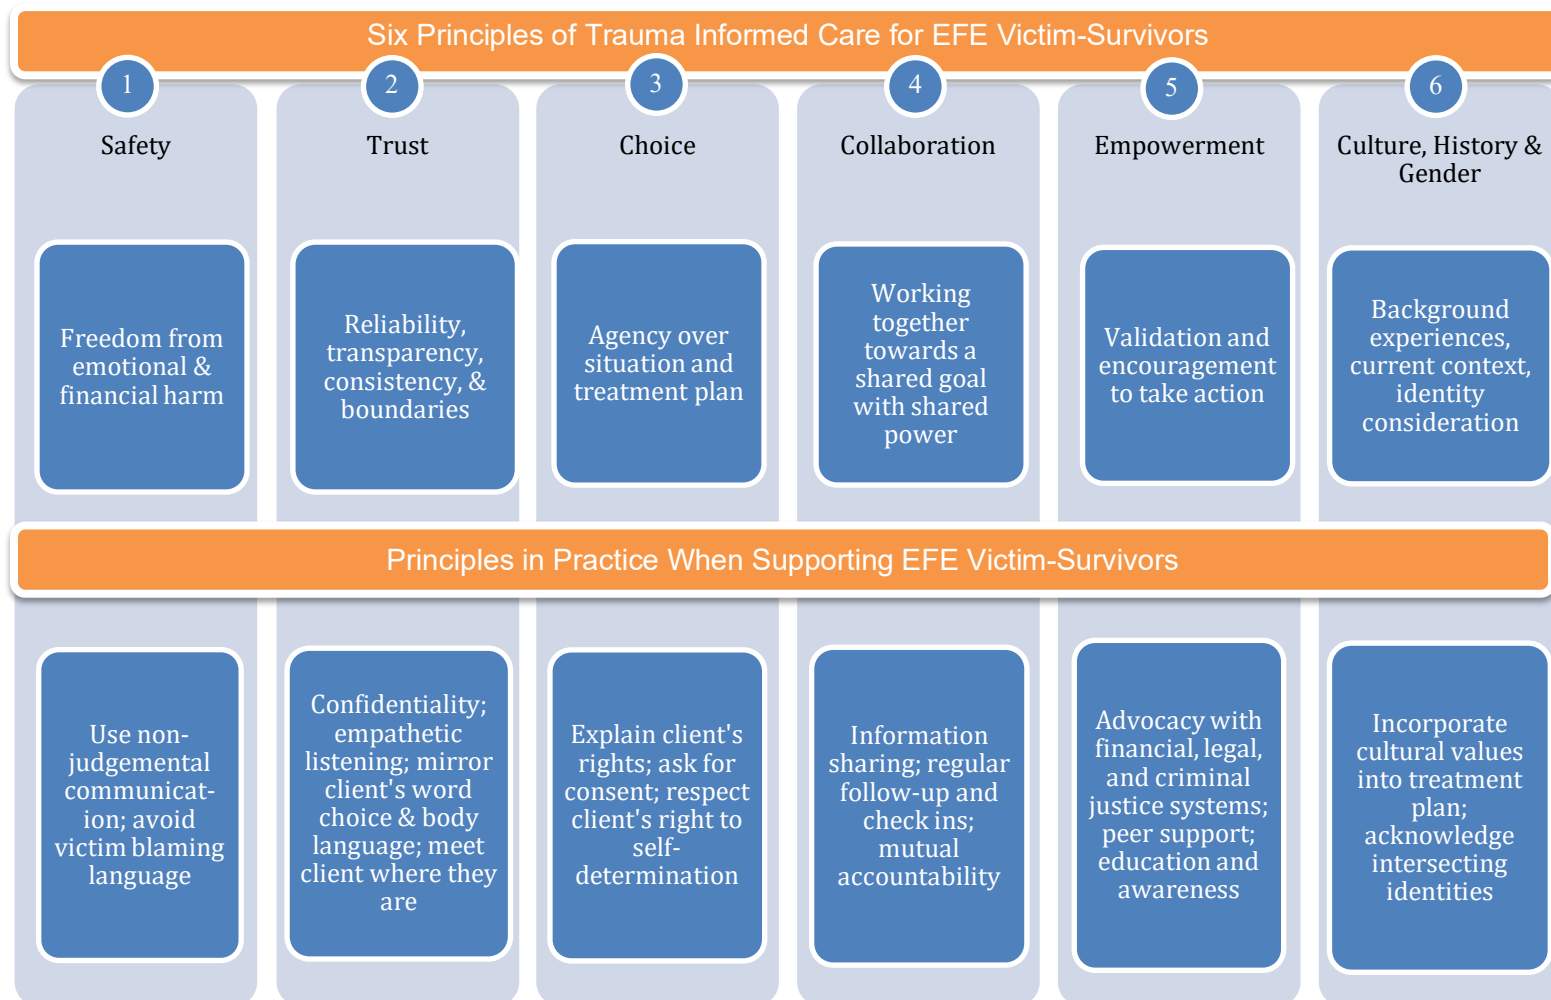 Six Principles of Trauma Informed Care for EFE Victim-Survivors
1
2
3
4
5
6
Safety
Trust
Choice
Collaboration
Empowerment
Culture, History &
Gender
Freedom from
emotional &
financial harm
Reliability,
transparency,
consistency, &
boundaries
Agency over
situation and
treatment plan
Working
together
towards a
shared goal
with shared
power
Validation and
encouragement
to take action
Background
experiences,
current context,
identity
consideration
Principles in Practice When Supporting EFE Victim-Survivors
Use non-
judgemental
communicat-
ion; avoid
victim blaming
language
Confidentiality;
empathetic
listening; mirror
client's word
choice & body
language; meet
client where they
are
Explain client's
rights; ask for
consent; respect
client's right to
self-
determination
Information
sharing; regular
follow-up and
check ins;
mutual
accountability
Advocacy with
financial, legal,
and criminal
justice systems;
peer support;
education and
awareness
Incorporate
cultural values
into treatment
plan;
acknowledge
intersecting
identities